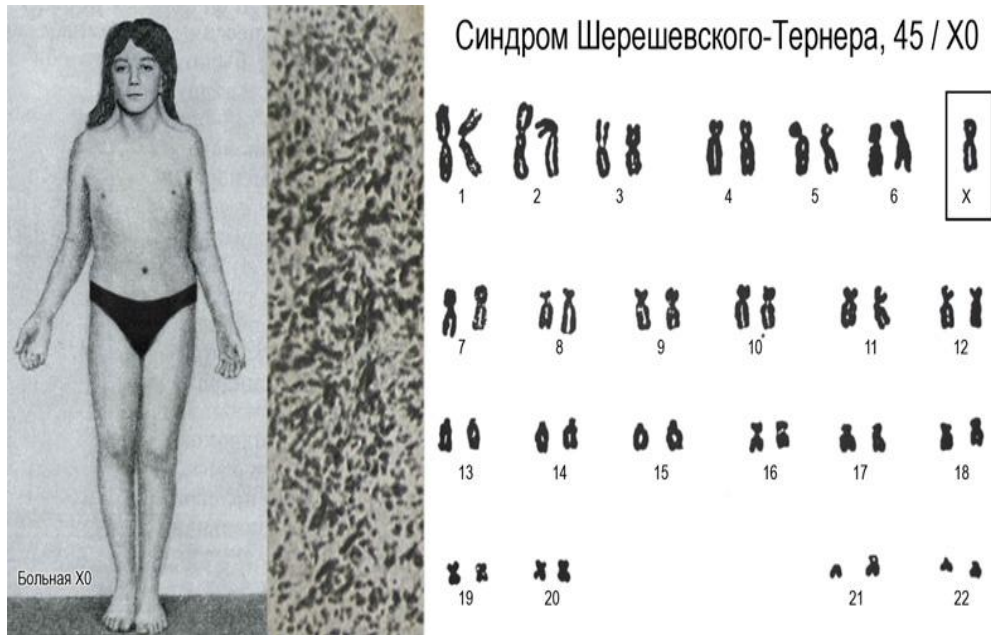 Синдром Шерешевского-Тернера, 45 / X0
1 2 3 4 5 6 X
7 8 9 10 11 12
13 14 15 16 17 18
19 20 21 22
Больная X0